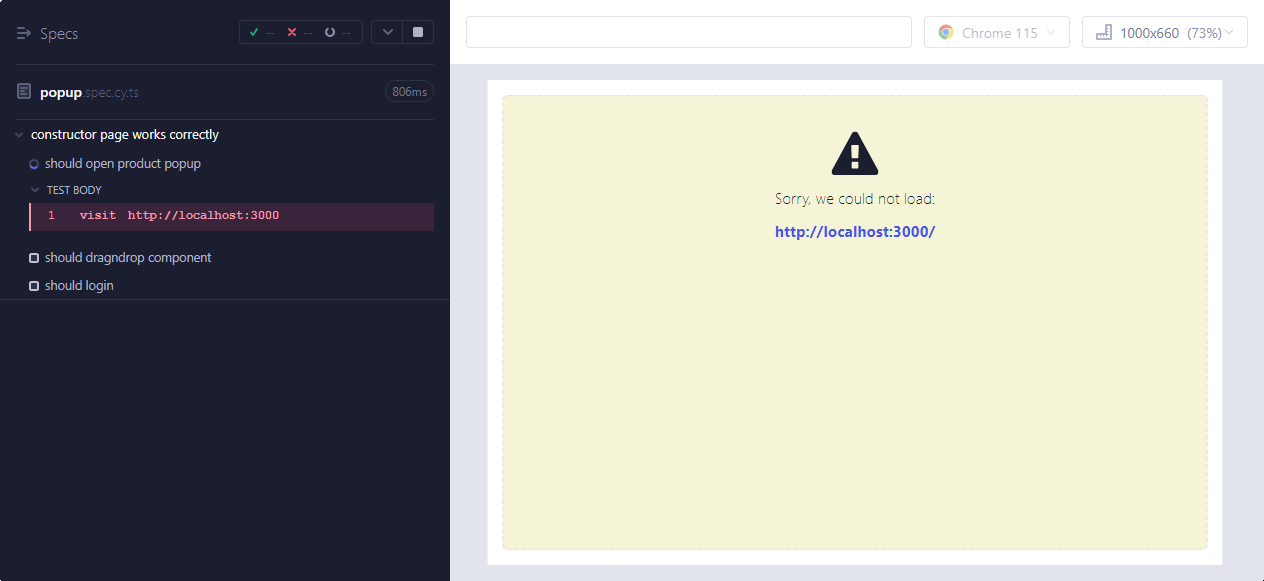 Specs
-- -- --
popup.spec.cy.ts
806ms
constructor page works correctly
should open product popup
TEST BODY
1 visit http://localhost:3000
should dragndrop component
should login
Chrome 115
1000x660 (73%)
Sorry, we could not load:
http://localhost:3000/